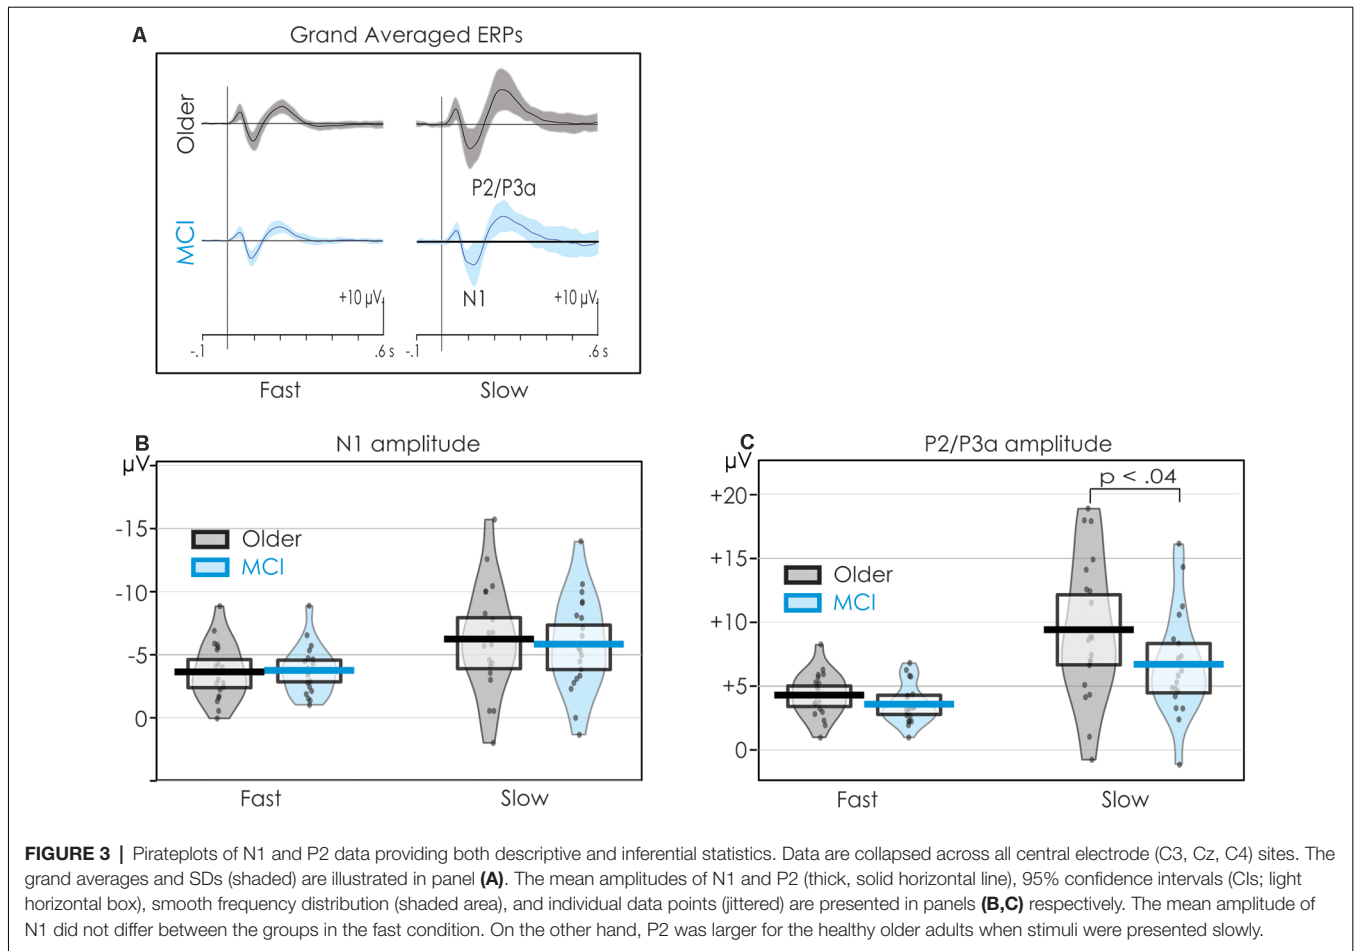 A
Grand Averaged ERPs
Older
P2/P3a
MCI
N1
+10 µV
+10 µV
-.1
.6 s
-.1
.6 s
Fast
Slow
B
N1 amplitude
µV
-15
-10
-5
0
Older
MCI
Fast
Slow
C
P2/P3a amplitude
µV
p < .04
+20
+15
+10
+5
0
Older
MCI
Fast
Slow
FIGURE 3 | Pirateplots of N1 and P2 data providing both descriptive and inferential statistics. Data are collapsed across all central electrode (C3, Cz, C4) sites. The
grand averages and SDs (shaded) are illustrated in panel (A). The mean amplitudes of N1 and P2 (thick, solid horizontal line), 95% confidence intervals (CIs; light
horizontal box), smooth frequency distribution (shaded area), and individual data points (jittered) are presented in panels (B,C) respectively. The mean amplitude of
N1 did not differ between the groups in the fast condition. On the other hand, P2 was larger for the healthy older adults when stimuli were presented slowly.